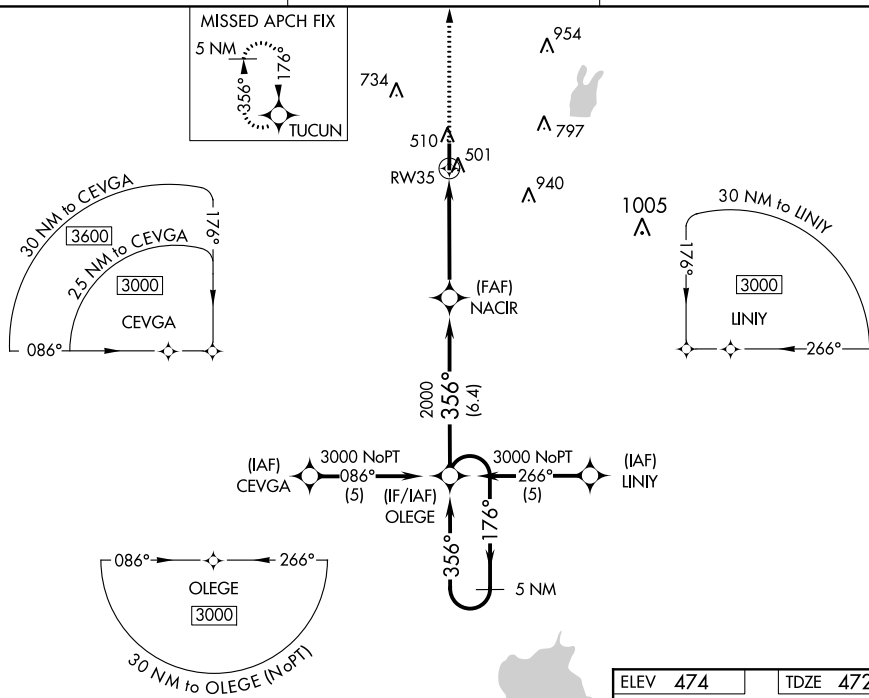 MISSED APCH FIX
5 NM
356°
176°
TUCUN
954
734
797
510
501
RW35
940
1005
30 NM to CEVGA
3600
25 NM to CEVGA
3000
176°
CEVGA
086°
30 NM to LINIY
176°
3000
LINIY
266°
(FAF)
NACIR
2000
356°
(6.4)
(IAF)
CEVGA
3000 NoPT
086°
(5)
(IF/IAF)
OLEGE
3000 NoPT
266°
(5)
(IAF)
LINIY
356°
176°
5 NM
086°
266°
OLEGE
3000
30 NM to OLEGE (NoPT)
ELEV 474
TDZE 472